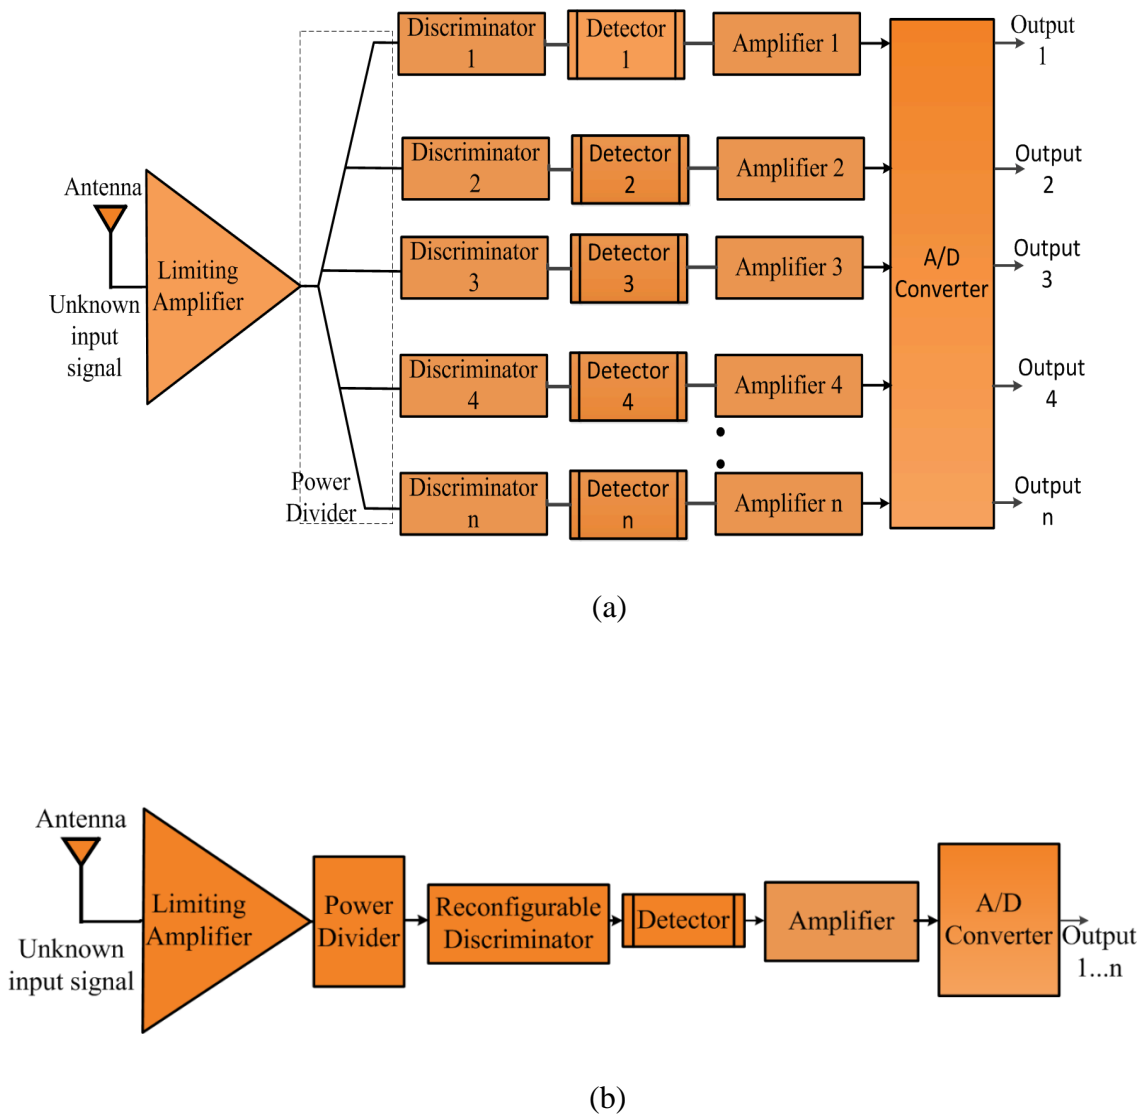 Discriminator
1
Detector
1
Amplifier 1
Output
1
Discriminator
2
Detector
2
Amplifier 2
Output
2
Antenna
Limiting
Amplifier
Unknown
input
signal
Discriminator
3
Detector
3
Amplifier 3
A/D
Converter
Output
3
Discriminator
4
Detector
4
Amplifier 4
Output
4
Power
Divider
Discriminator
n
Detector
n
Amplifier n
Output
n
(a)
Antenna
Limiting
Amplifier
Unknown
input signal
Power
Divider
Reconfigurable
Discriminator
Detector
Amplifier
A/D
Converter
Output
1...n
(b)